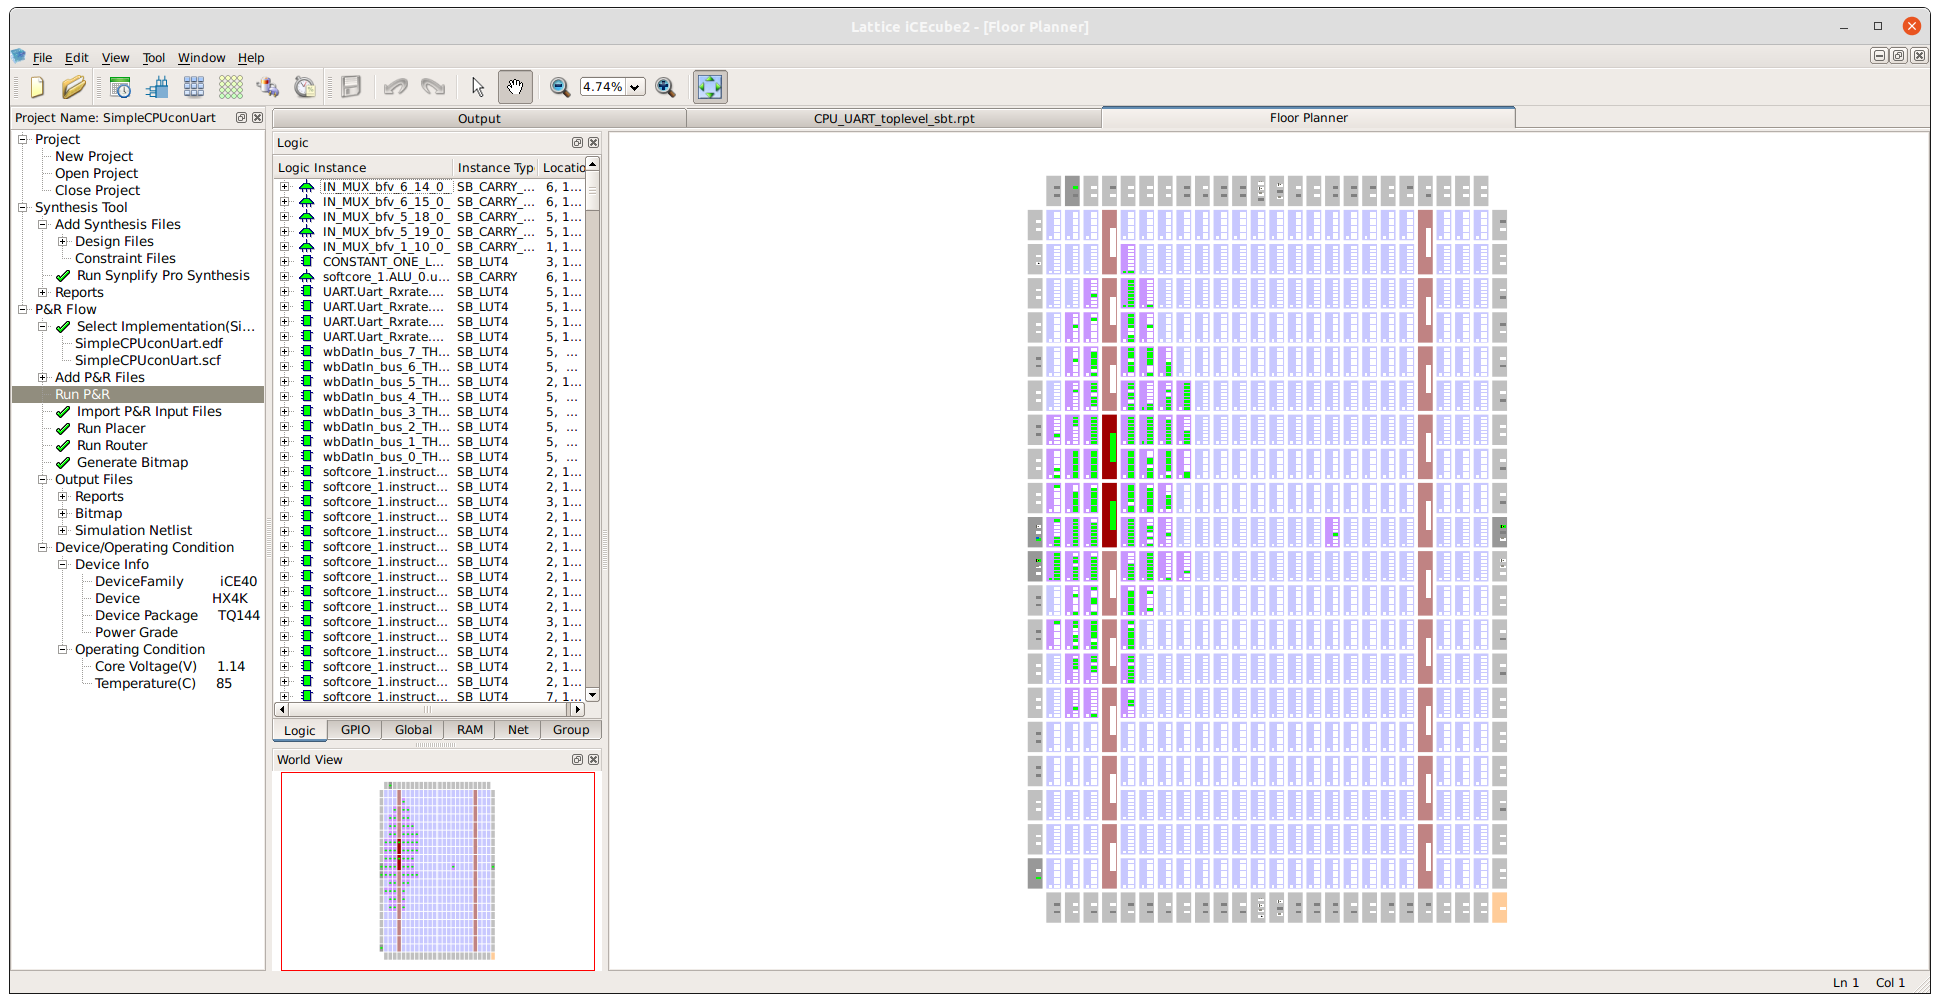 Lattice iCEcube2 - [Floor Planner]
File Edit View Tool Window Help
4.74%
Project Name: SimpleCPUconUart
Project
New Project
Open Project
Close Project
Synthesis Tool
Add Synthesis Files
Design Files
Constraint Files
Run Synplify Pro Synthesis
Reports
P&R Flow
Select Implementation(Si...
SimpleCPUconUart.edf
SimpleCPUconUart.scf
Add P&R Files
Run P&R
Import P&R Input Files
Run Placer
Run Router
Generate Bitmap
Output Files
Reports
Bitmap
Simulation Netlist
Device/Operating Condition
Device Info
DeviceFamily iCE40
Device HX4K
Device Package TQ144
Power Grade
Operating Condition
Core Voltage(V) 1.14
Temperature(C) 85
Output CPU_UART_toplevel_sbt.rpt Floor Planner
Logic
Logic Instance Instance Typ Locatio
IN_MUX_bfv_6_14_0_ SB_CARRY_... 6, 1...
IN_MUX_bfv_6_15_0_ SB_CARRY_... 6, 1...
IN_MUX_bfv_5_18_0_ SB_CARRY_... 5, 1...
IN_MUX_bfv_5_19_0_ SB_CARRY_... 5, 1...
IN_MUX_bfv_1_10_0_ SB_CARRY_... 1, 1...
CONSTANT_ONE_L... SB_LUT4 3, 1...
softcore_1.ALU_0.u... SB_CARRY 6, 1...
UART.Uart_Rxrate.... SB_LUT4 5, 1...
UART.Uart_Rxrate.... SB_LUT4 5, 1...
UART.Uart_Rxrate.... SB_LUT4 5, 1...
UART.Uart_Rxrate.... SB_LUT4 5, 1...
wbDatIn_bus_7_TH... SB_LUT4 5, ...
wbDatIn_bus_6_TH... SB_LUT4 5, ...
wbDatIn_bus_5_TH... SB_LUT4 2, 1...
wbDatIn_bus_4_TH... SB_LUT4 5, ...
wbDatIn_bus_3_TH... SB_LUT4 5, ...
wbDatIn_bus_2_TH... SB_LUT4 5, ...
wbDatIn_bus_1_TH... SB_LUT4 5, ...
wbDatIn_bus_0_TH... SB_LUT4 5, ...
softcore_1.instruct... SB_LUT4 2, 1...
softcore_1.instruct... SB_LUT4 2, 1...
softcore_1.instruct... SB_LUT4 3, 1...
softcore_1.instruct... SB_LUT4 2, 1...
softcore_1.instruct... SB_LUT4 2, 1...
softcore_1.instruct... SB_LUT4 2, 1...
softcore_1.instruct... SB_LUT4 2, 1...
softcore_1.instruct... SB_LUT4 2, 1...
softcore_1.instruct... SB_LUT4 2, 1...
softcore_1.instruct... SB_LUT4 2, 1...
softcore_1.instruct... SB_LUT4 3, 1...
softcore_1.instruct... SB_LUT4 2, 1...
softcore_1.instruct... SB_LUT4 2, 1...
softcore_1.instruct... SB_LUT4 2, 1...
softcore_1.instruct... SB_LUT4 2, 1...
softcore_1.instruct... SB_LUT4 7, 1...
Logic GPIO Global RAM Net Group
World View
Ln 1 Col 1